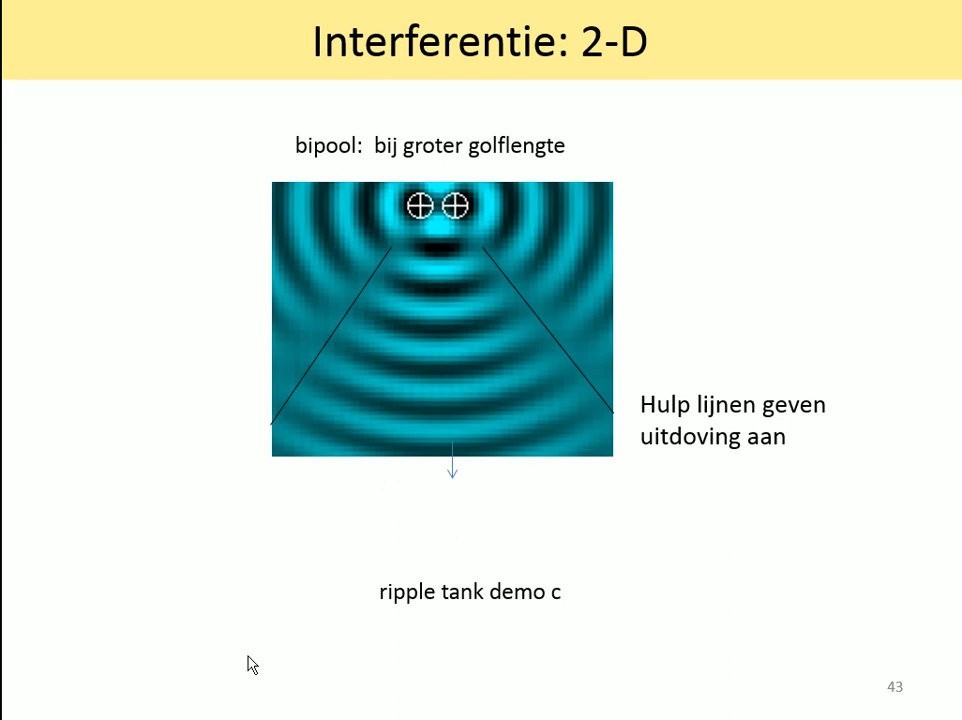 Interferentie: 2-D
bipool:  bij groter golflengte
Hulp lijnen geven
uitdoving aan
ripple tank demo c
43